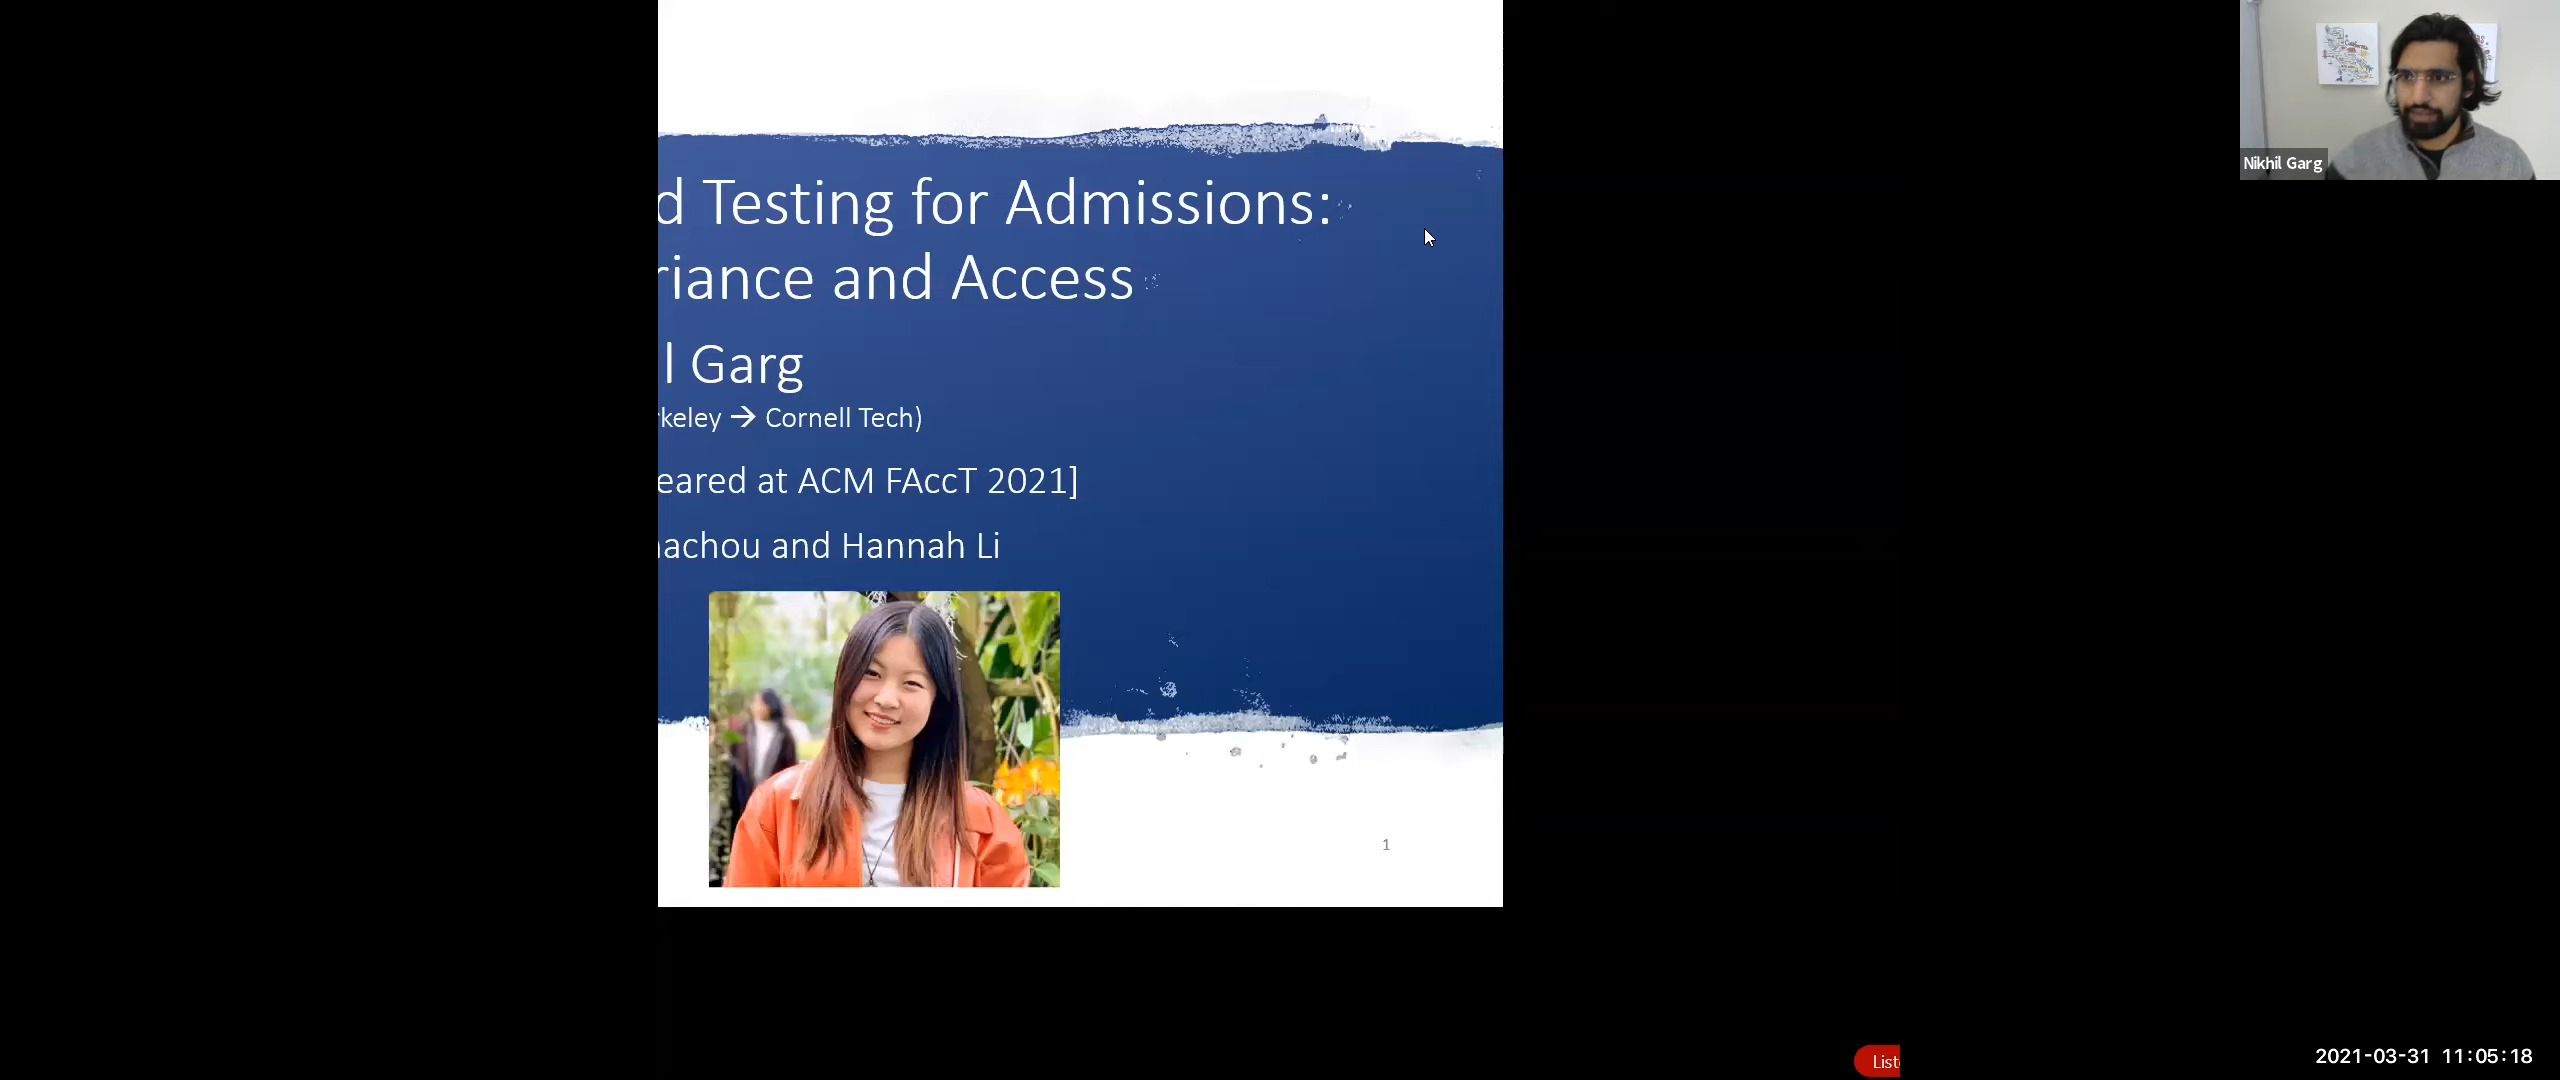 d Testing for Admissions:
riance and Access
l Garg
rkeley → Cornell Tech)
eared at ACM FAccT 2021]
achou and Hannah Li
1
Nikhil Garg
List
2021-03-31 11:05:18